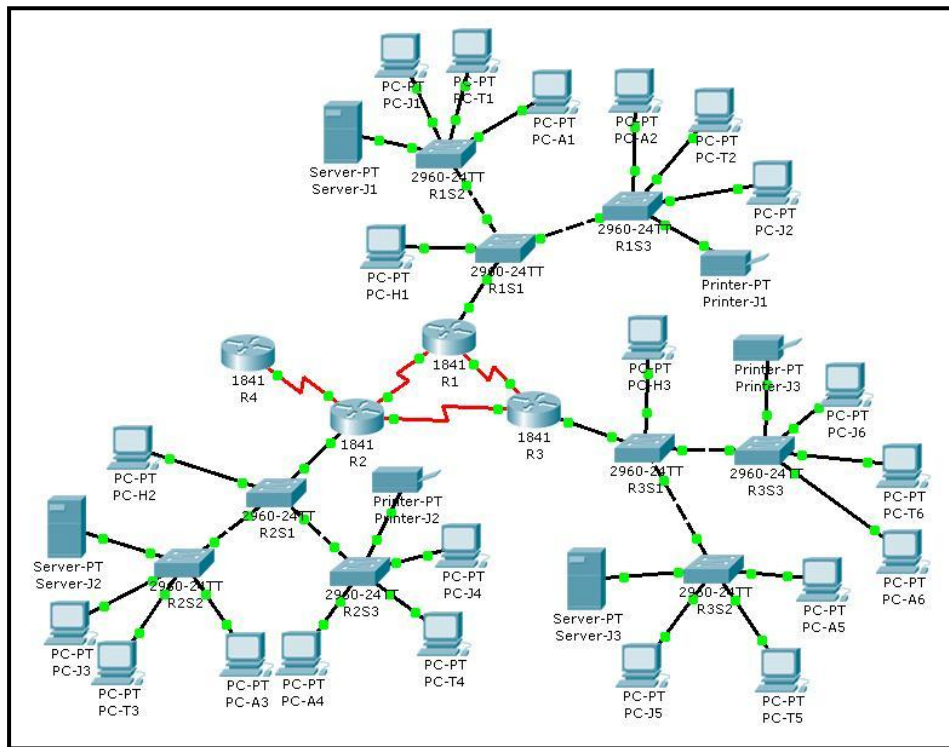 PC-PT
PC-J1
PC-PT
PC-T1
PC-PT
PC-A1
Server-PT
Server-J1
2960-24TT
R1S2
PC-PT
PC-A2
PC-PT
PC-T2
PC-PT
PC-J2
2960-24TT
R1S3
Printer-PT
Printer-J1
PC-PT
PC-H1
2960-24TT
R1S1
1841
R4
1841
R1
1841
R2
1841
R3
PC-PT
PC-H3
Printer-PT
Printer-J3
PC-PT
PC-J6
2960-24TT
R3S1
2960-24TT
R3S3
PC-PT
PC-T6
PC-PT
PC-A6
PC-PT
PC-H2
2960-24TT
R2S1
Printer-PT
Printer-J2
Server-PT
Server-J2
2960-24TT
R2S2
2960-24TT
R2S3
PC-PT
PC-J4
PC-PT
PC-J3
PC-PT
PC-T3
PC-PT
PC-A3
PC-PT
PC-A4
PC-PT
PC-T4
Server-PT
Server-J3
2960-24TT
R3S2
PC-PT
PC-A5
PC-PT
PC-J5
PC-PT
PC-T5